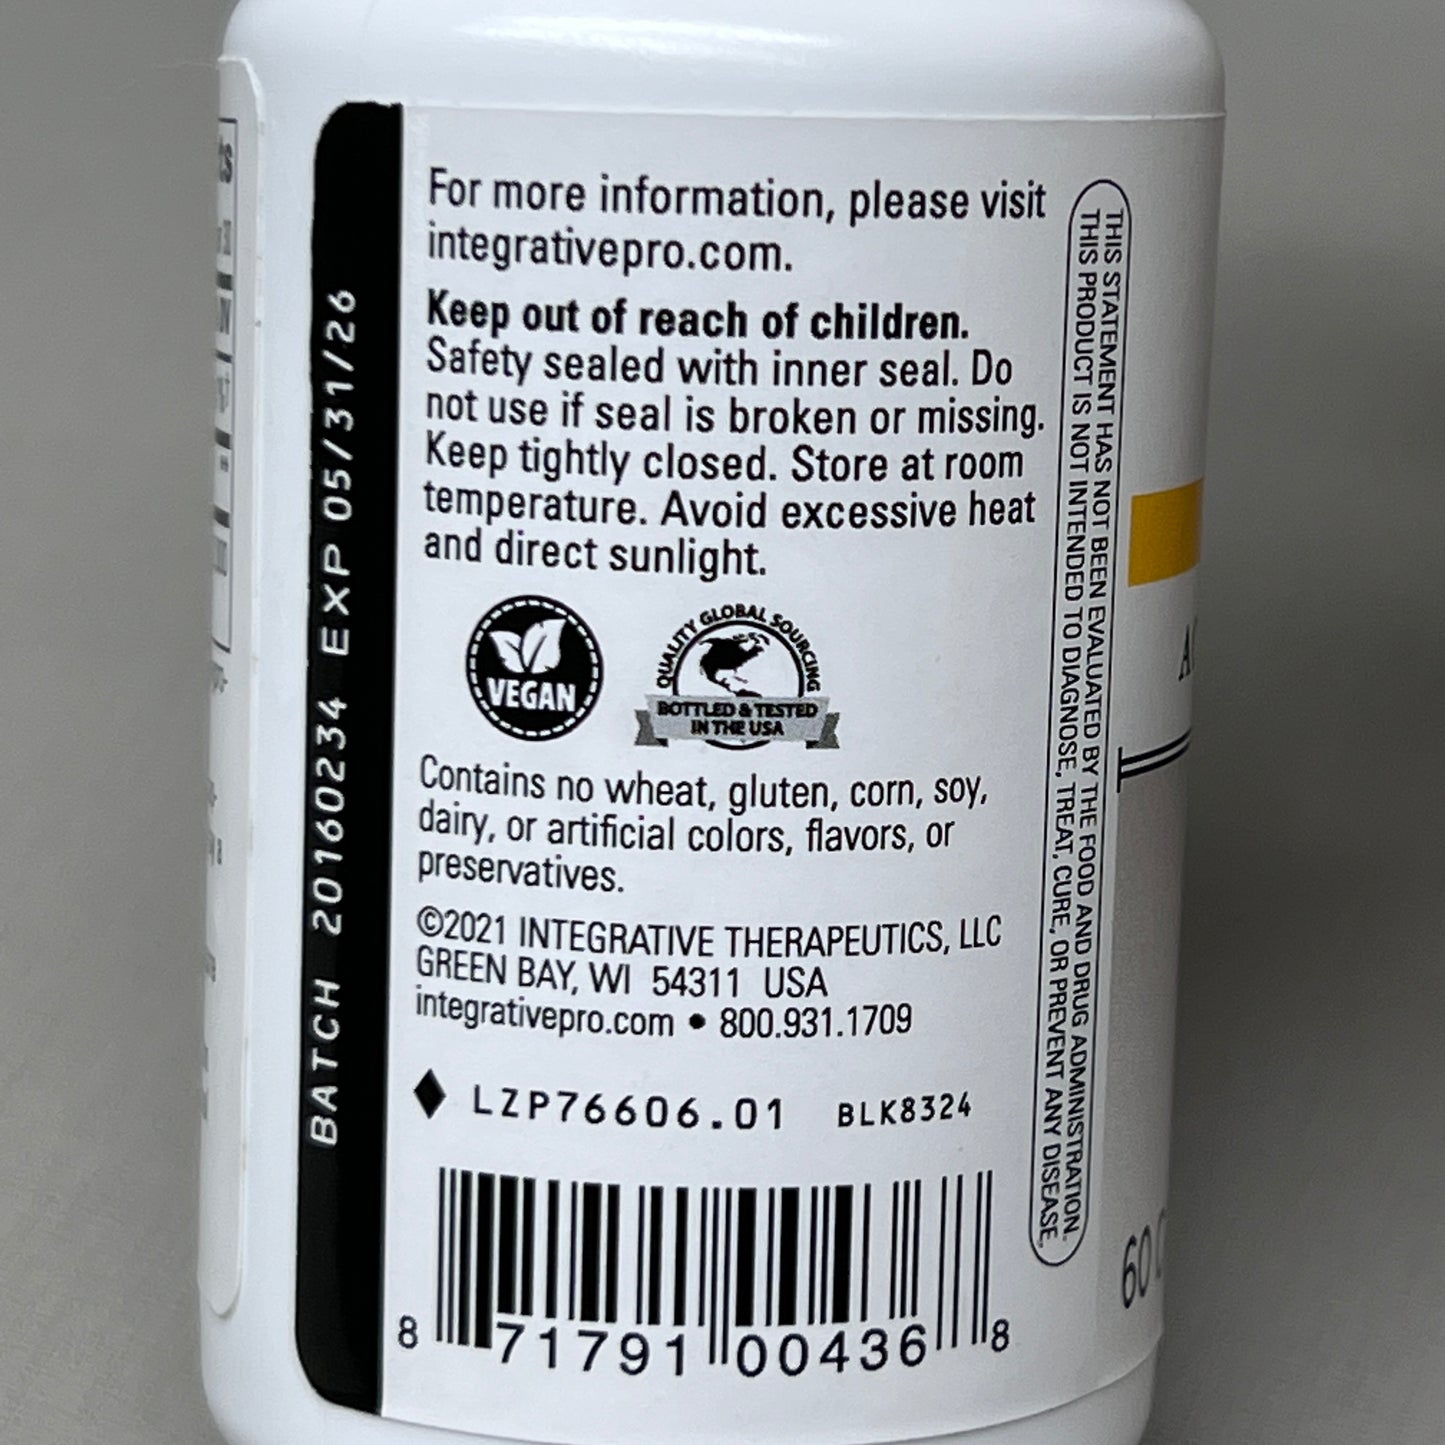 BATCH 20160234 EXP 05/31/26
For more information, please visit
integrativepro.com.
Keep out of reach of children.
Safety sealed with inner seal. Do
not use if seal is broken or missing.
Keep tightly closed. Store at room
temperature. Avoid excessive heat
and direct sunlight.
VEGAN
QUALITY GLOBAL SOURCING
BOTTLED & TESTED
IN THE USA
Contains no wheat, gluten, corn, soy,
dairy, or artificial colors, flavors, or
preservatives.
©2021 INTEGRATIVE THERAPEUTICS, LLC
GREEN BAY, WI 54311 USA
integrativepro.com • 800.931.1709
LZP76606.01 BLK8324
8 71791 00436 8
THIS STATEMENT HAS NOT BEEN EVALUATED BY THE FOOD AND DRUG ADMINISTRATION.
THIS PRODUCT IS NOT INTENDED TO DIAGNOSE, TREAT, CURE, OR PREVENT ANY DISEASE.
60